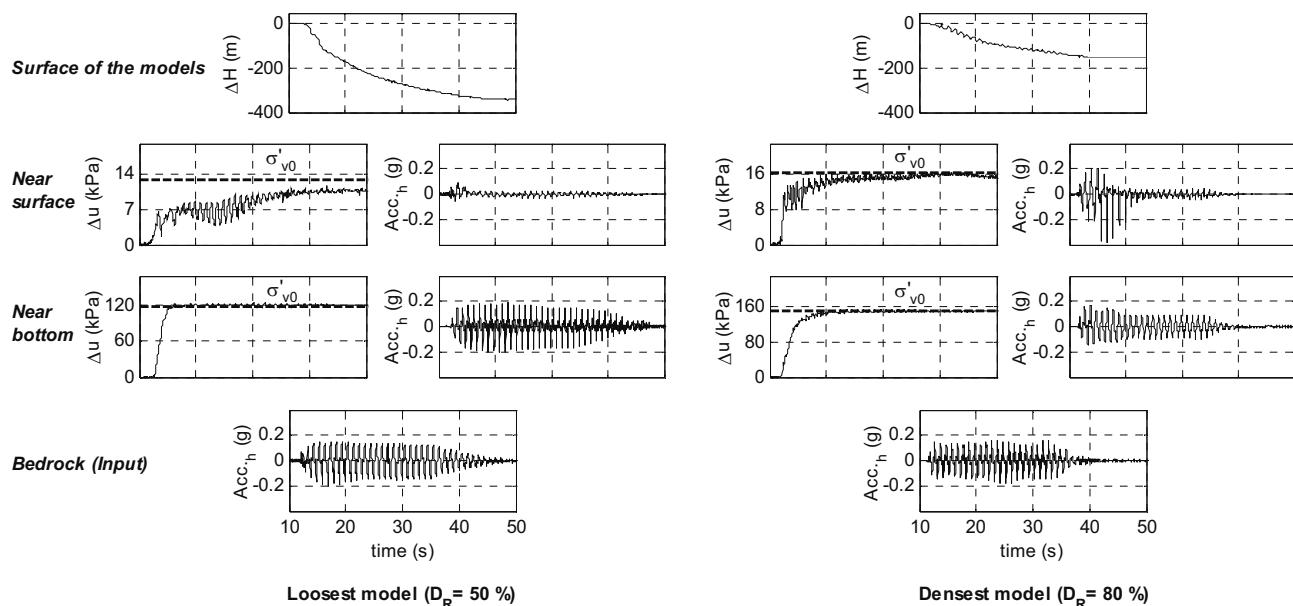 Surface of the models
ΔH (m)
0
-200
-400
ΔH (m)
0
-200
-400
Near surface
Δu (kPa)
14
7
0
σ'v0
Acc.h (g)
0.2
0
-0.2
Δu (kPa)
16
8
0
σ'v0
Acc.h (g)
0.2
0
-0.2
Near bottom
Δu (kPa)
120
60
0
σ'v0
Acc.h (g)
0.2
0
-0.2
Δu (kPa)
160
80
0
σ'v0
Acc.h (g)
0.2
0
-0.2
Bedrock (Input)
Acc.h (g)
0.2
0
-0.2
10 20 30 40 50
time (s)
Acc.h (g)
0.2
0
-0.2
10 20 30 40 50
time (s)
Loosest model (DR= 50 %)
Densest model (DR= 80 %)